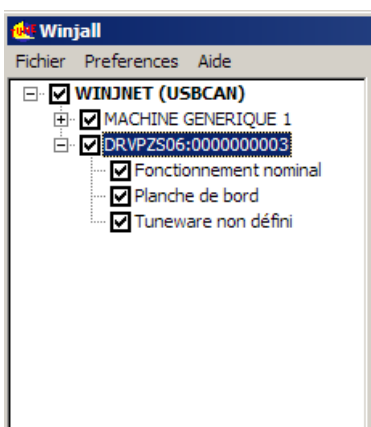 Winjall
Fichier Preferences Aide
WINJNET (USBCAN)
MACHINE GENERIQUE 1
DRVPZS06:0000000003
Fonctionnement nominal
Planche de bord
Tuneware non défini